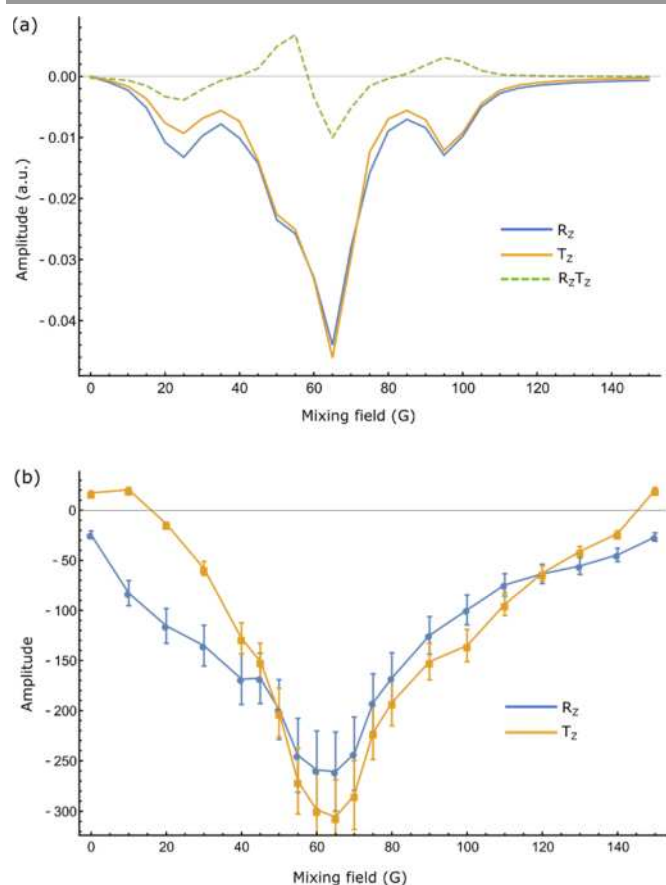 (a)
0.00
- 0.01
- 0.02
- 0.03
- 0.04
Amplitude (a.u.)
R_Z
T_Z
R_ZT_Z
0 20 40 60 80 100 120 140
Mixing field (G)
(b)
0
- 50
- 100
- 150
- 200
- 250
- 300
Amplitude
R_Z
T_Z
0 20 40 60 80 100 120 140
Mixing field (G)